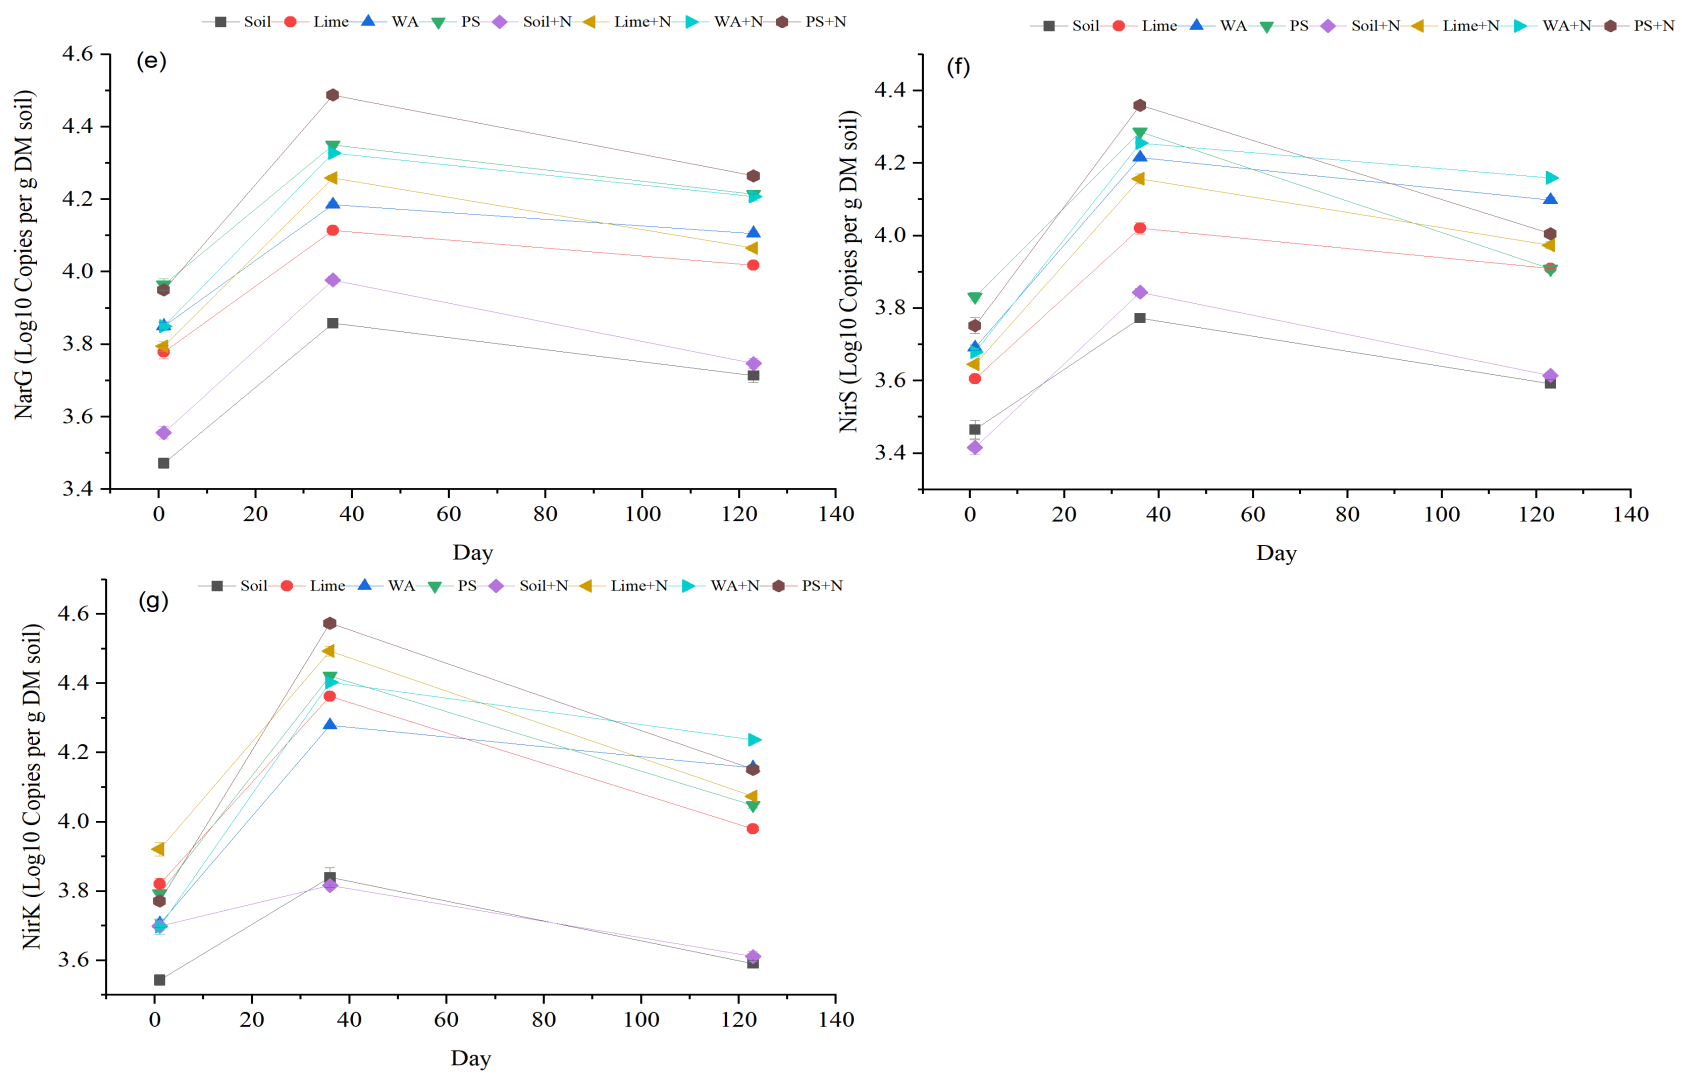 Soil Lime WA PS Soil+N Lime+N WA+N PS+N
(e)
NarG (Log10 Copies per g DM soil)
4.6
4.4
4.2
4.0
3.8
3.6
3.4
0 20 40 60 80 100 120 140
Day
Soil Lime WA PS Soil+N Lime+N WA+N PS+N
(f)
NirS (Log10 Copies per g DM soil)
4.4
4.2
4.0
3.8
3.6
3.4
0 20 40 60 80 100 120 140
Day
Soil Lime WA PS Soil+N Lime+N WA+N PS+N
(g)
NirK (Log10 Copies per g DM soil)
4.6
4.4
4.2
4.0
3.8
3.6
0 20 40 60 80 100 120 140
Day